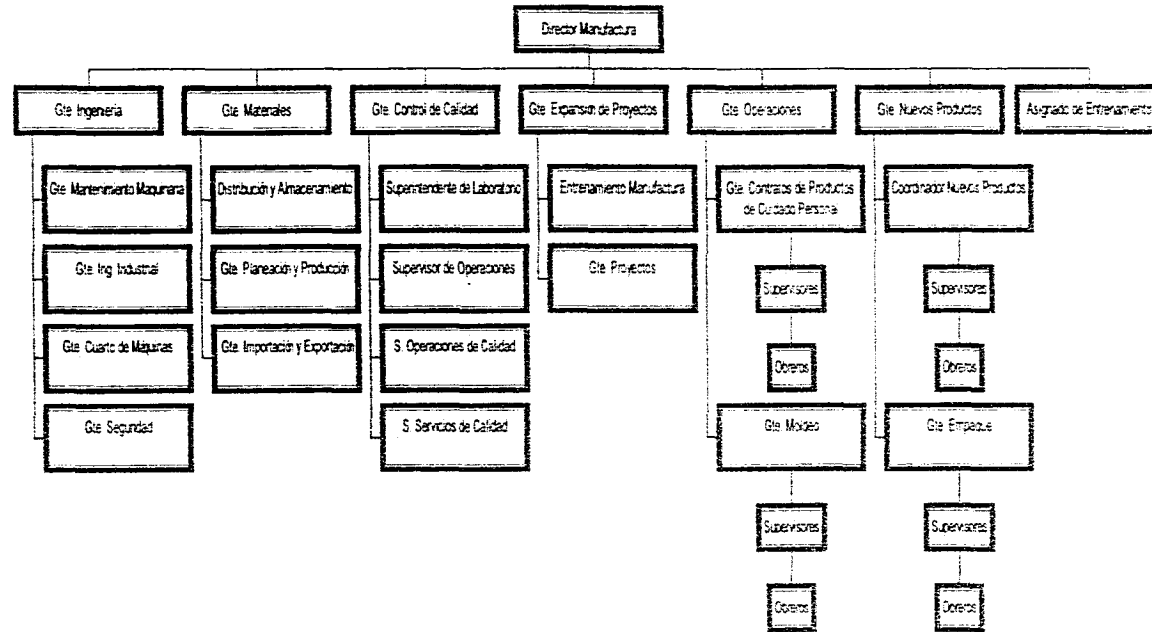 Director Manufactura
Gte. Ingeniería
Gte. Materiales
Gte. Control de Calidad
Gte. Expansión de Proyectos
Gte. Operaciones
Gte. Nuevos Productos
Asignado de Entrenamiento
Gte. Mantenimiento Maquinaria
Distribución y Almacenamiento
Superintendente de Laboratorio
Entrenamiento Manufactura
Gte. Contratos de Productos
de Cuidado Personal
Coordinador Nuevos Productos
Gte. Ing. Industrial
Gte. Planeación y Producción
Supervisor de Operaciones
Gte. Proyectos
Supervisores
Supervisores
Gte. Cuarto de Máquinas
Gte. Importación y Exportación
S. Operaciones de Calidad
Obreros
Obreros
Gte. Seguridad
S. Servicios de Calidad
Gte. Moldeo
Gte. Empaque
Supervisores
Supervisores
Obreros
Obreros